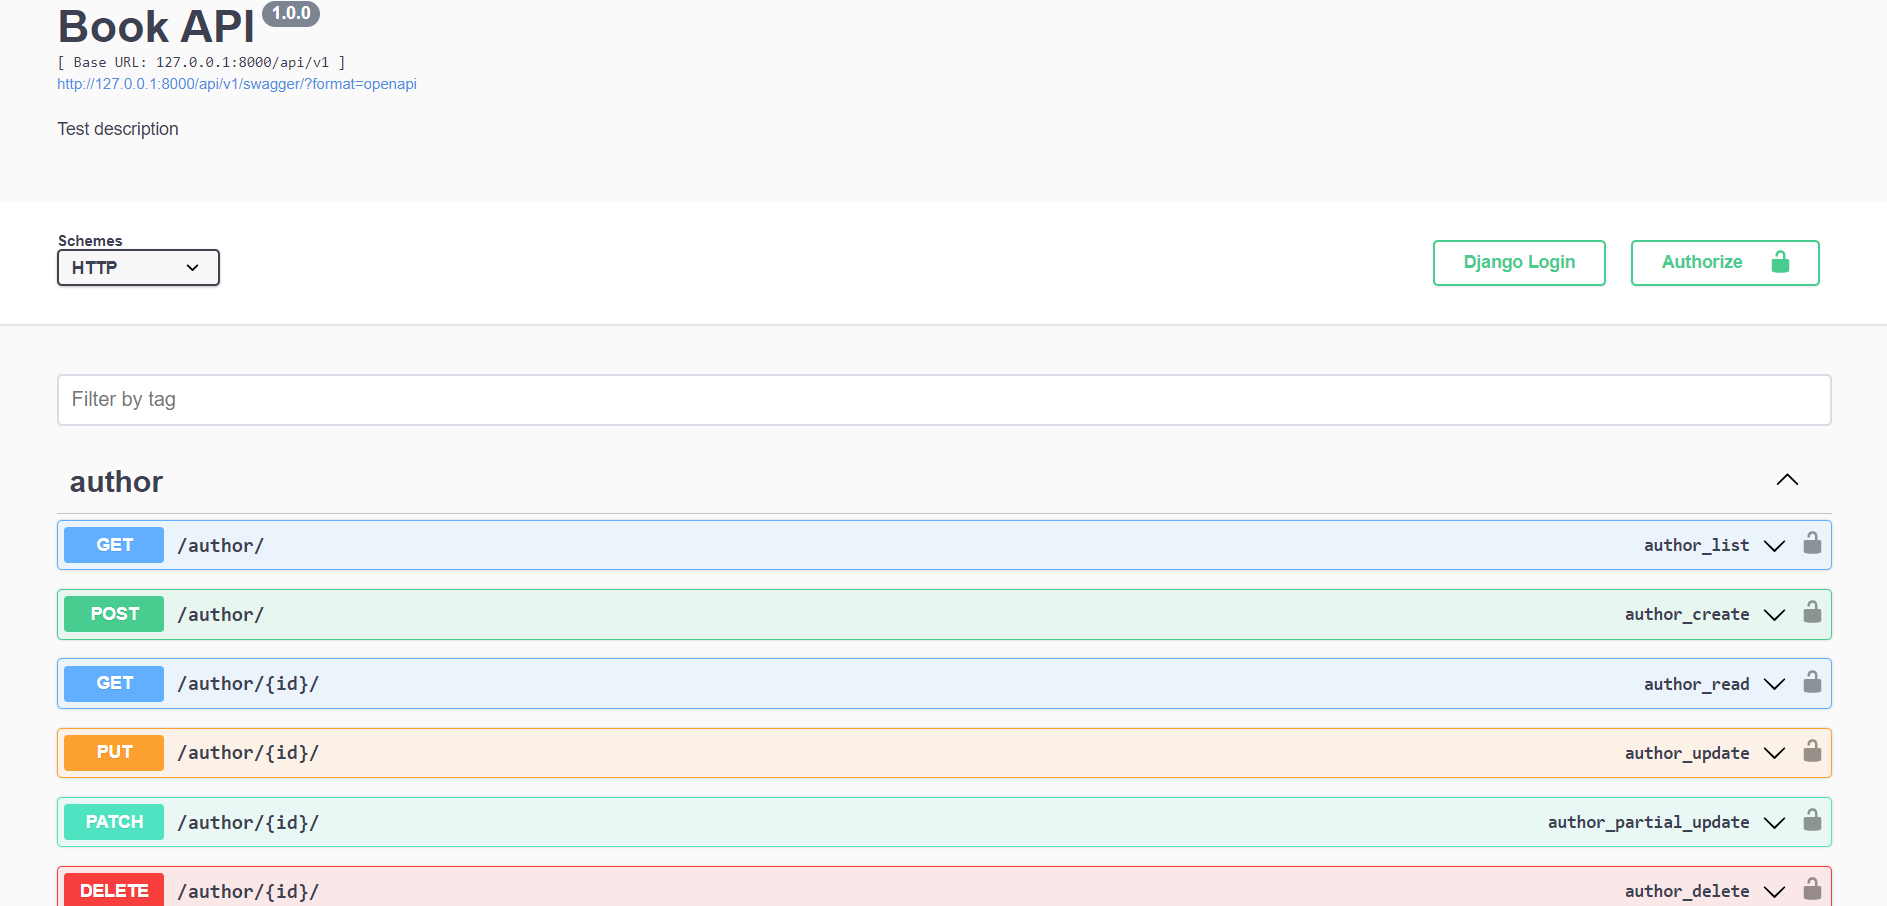 Book API 1.0.0
[ Base URL: 127.0.0.1:8000/api/v1 ]
http://127.0.0.1:8000/api/v1/swagger/?format=openapi
Test description
Schemes
HTTP
Django Login
Authorize
Filter by tag
author
GET /author/ author_list
POST /author/ author_create
GET /author/{id}/ author_read
PUT /author/{id}/ author_update
PATCH /author/{id}/ author_partial_update
DELETE /author/{id}/ author_delete